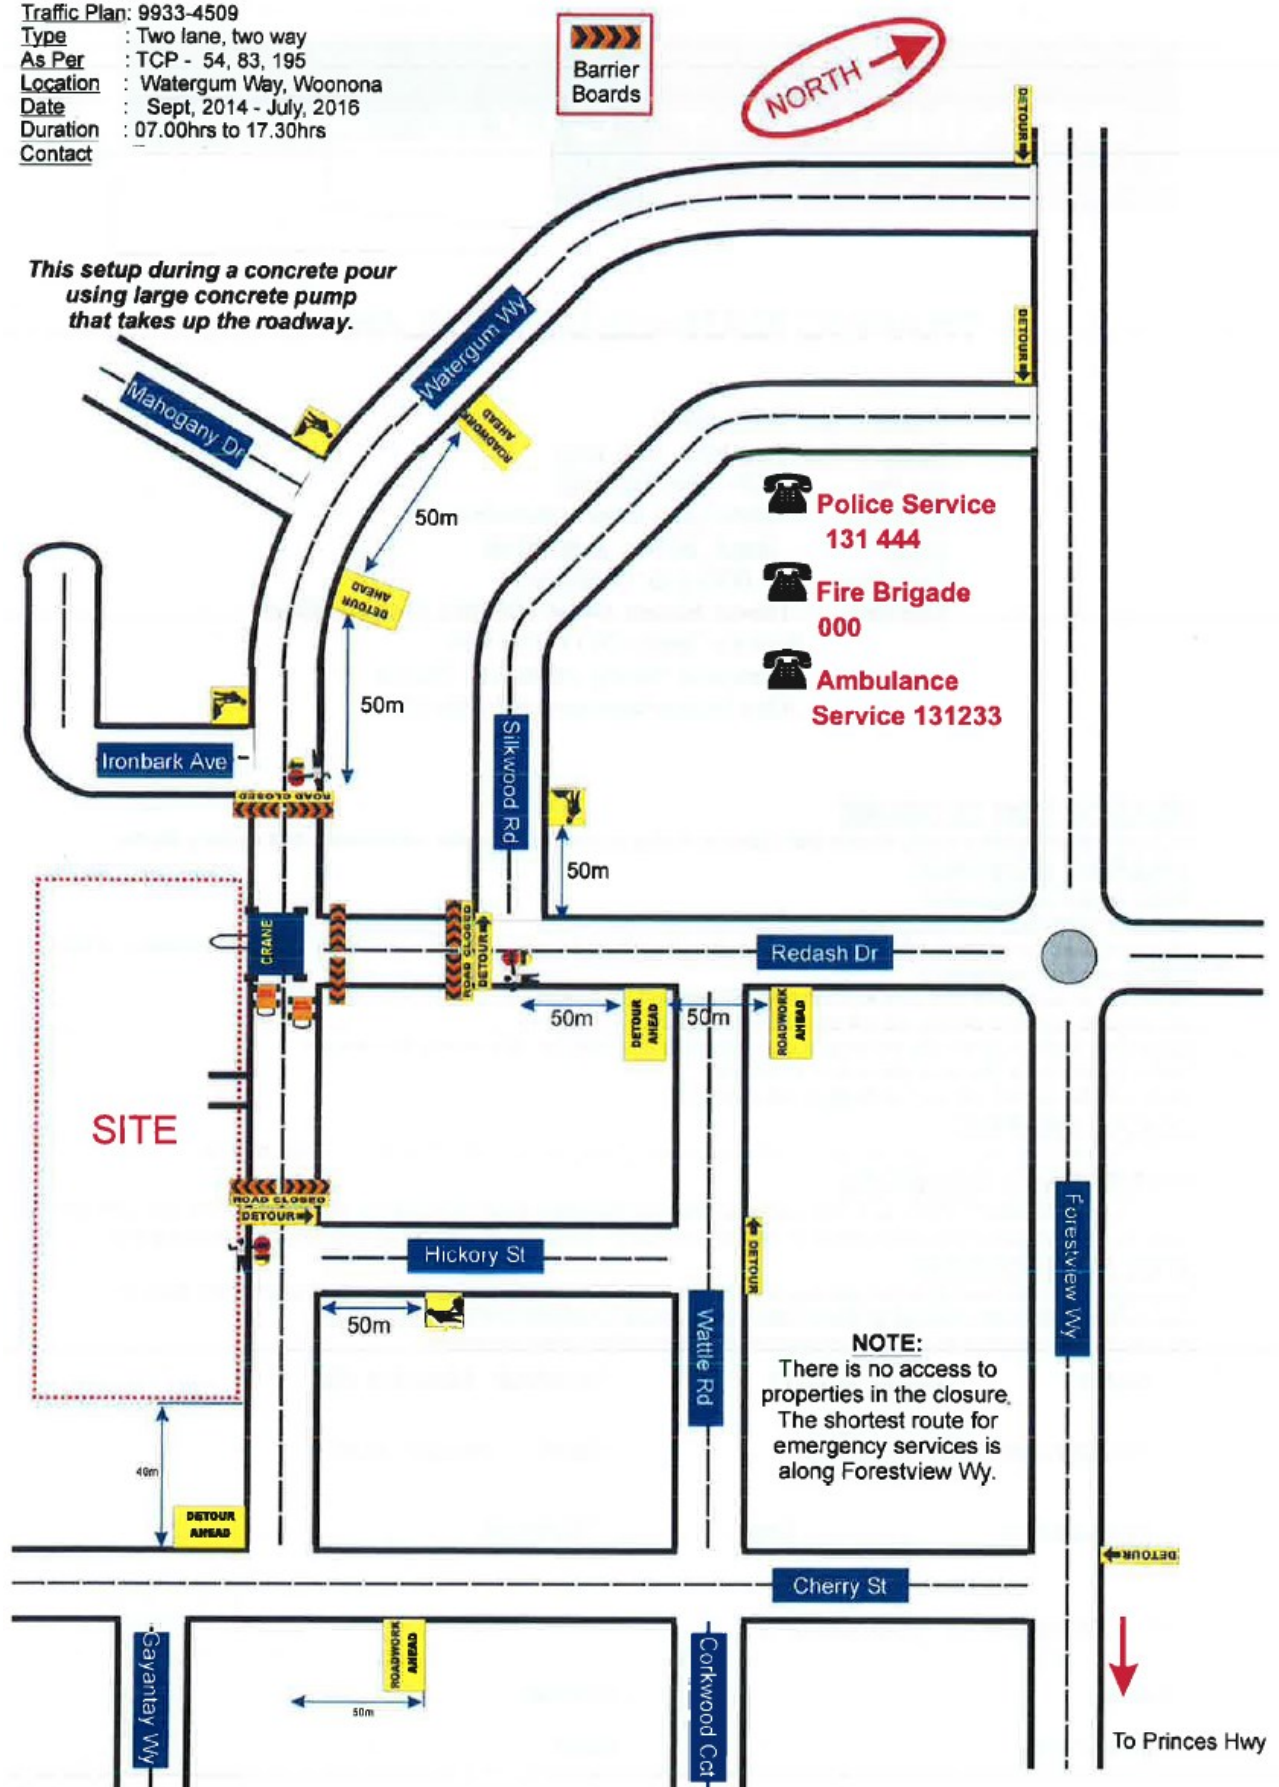 Traffic Plan: 9933-4509
Type : Two lane, two way
As Per : TCP - 54, 83, 195
Location : Watergum Way, Woonona
Date : Sept, 2014 - July, 2016
Duration : 07.00hrs to 17.30hrs
Contact
Barrier
Boards
NORTH
DETOUR
This setup during a concrete pour
using large concrete pump
that takes up the roadway.
Watergum Wy
DETOUR
Mahogany Dr
ROADWORK
AHEAD
50m
Police Service
131 444
DETOUR
AHEAD
Fire Brigade
000
50m
Ambulance
Service 131233
Ironbark Ave
Silkwood Rd
ROAD CLOSED
50m
CRANE
ROAD CLOSED
DETOUR
Redash Dr
50m
DETOUR
AHEAD
50m
ROADWORK
AHEAD
SITE
ROAD CLOSED
DETOUR
Hickory St
DETOUR
Forestview Wy
50m
Wattle Rd
NOTE:
There is no access to
properties in the closure.
The shortest route for
emergency services is
along Forestview Wy.
40m
DETOUR
AHEAD
DETOUR
Cherry St
Gayantay Wy
ROADWORK
AHEAD
50m
Corkwood Cct
To Princes Hwy